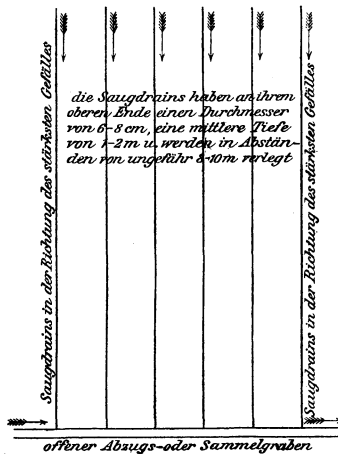 Saugdrains in der Richtung des stärksten Gefälles
die Saugdrains haben an ihrem
oberen Ende einen Durchmesser
von 6-8 cm, eine mittlere Tiefe
von 1-2 m u. werden in Abstän-
den von ungefähr 8-10 m verlegt
Saugdrains in der Richtung des stärksten Gefälles
offener Abzugs- oder Sammelgraben